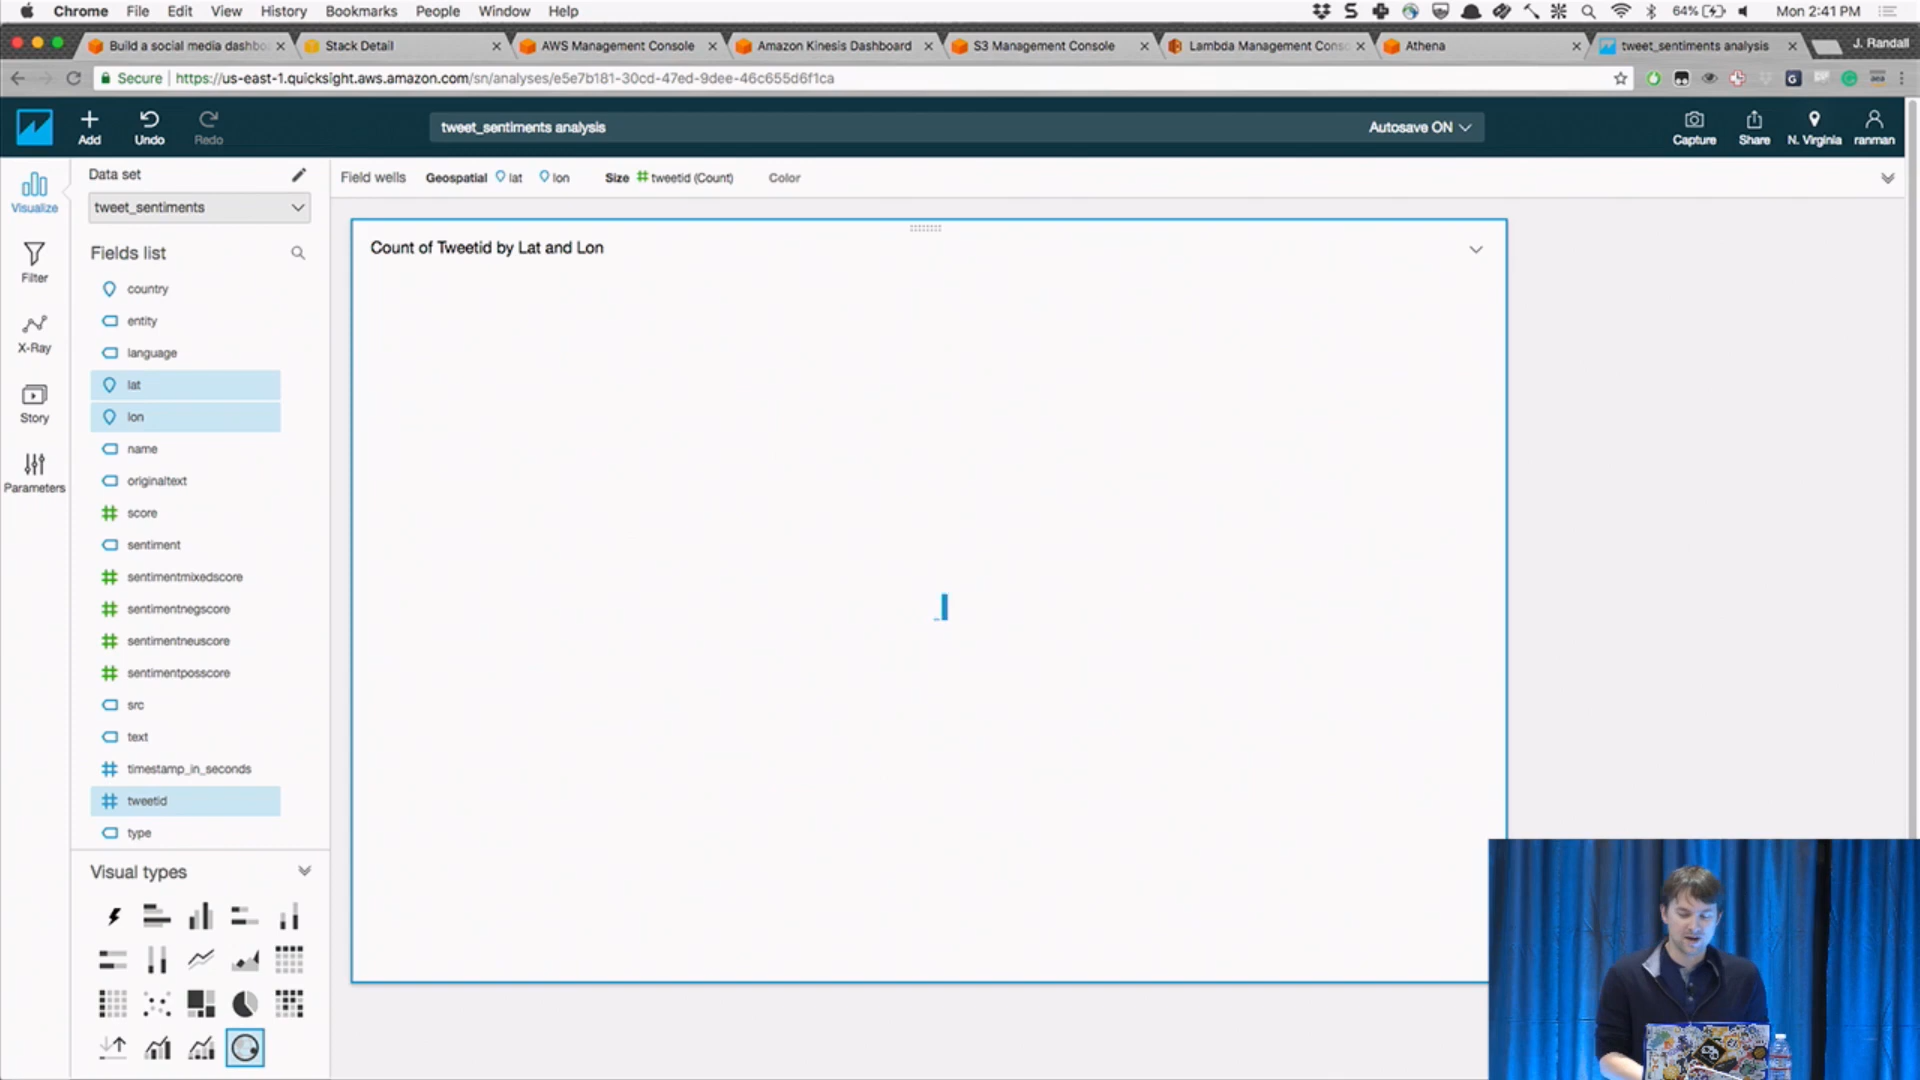 Chrome File Edit View History Bookmarks People Window Help
64% Mon 2:41 PM
Build a social media dashbo
Stack Detail
AWS Management Console
Amazon Kinesis Dashboard
S3 Management Console
Lambda Management Conso
Athena
tweet_sentiments analysis
J. Randall
Secure https://us-east-1.quicksight.aws.amazon.com/sn/analyses/e5e7b181-30cd-47ed-9dee-46c655d6f1ca
Add
Undo
Redo
tweet_sentiments analysis
Autosave ON
Capture
Share
N. Virginia
ranman
Visualize
Filter
X-Ray
Story
Parameters
Data set
tweet_sentiments
Fields list
country
entity
language
lat
lon
name
originaltext
score
sentiment
sentimentmixedscore
sentimentnegscore
sentimentneuscore
sentimentposscore
src
text
timestamp_in_seconds
tweetid
type
Visual types
Field wells Geospatial lat lon Size tweetid (Count) Color
Count of Tweetid by Lat and Lon